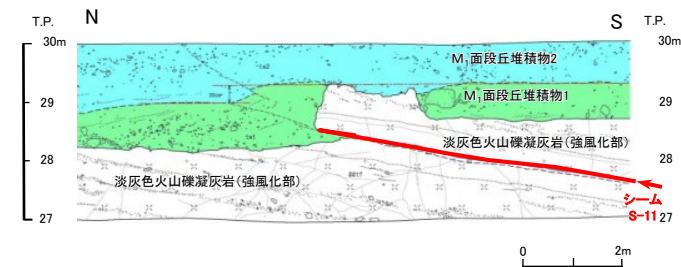 T.P.
N
S
T.P.
30m
30m
M₁面段丘堆積物2
M₁面段丘堆積物1
29
29
淡灰色火山礫凝灰岩(強風化部)
28
28
淡灰色火山礫凝灰岩(強風化部)
シーム
S-11
27
27
0
2m